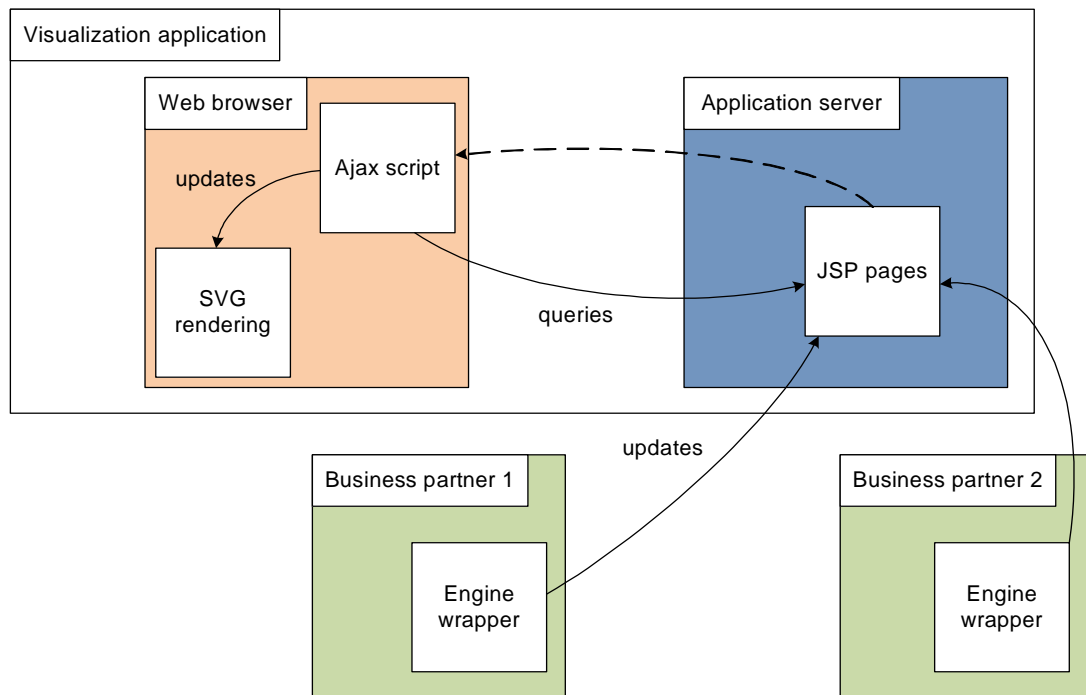 Visualization application
Web browser
Application server
Ajax script
updates
JSP pages
SVG
rendering
queries
updates
Business partner 1
Business partner 2
Engine
wrapper
Engine
wrapper